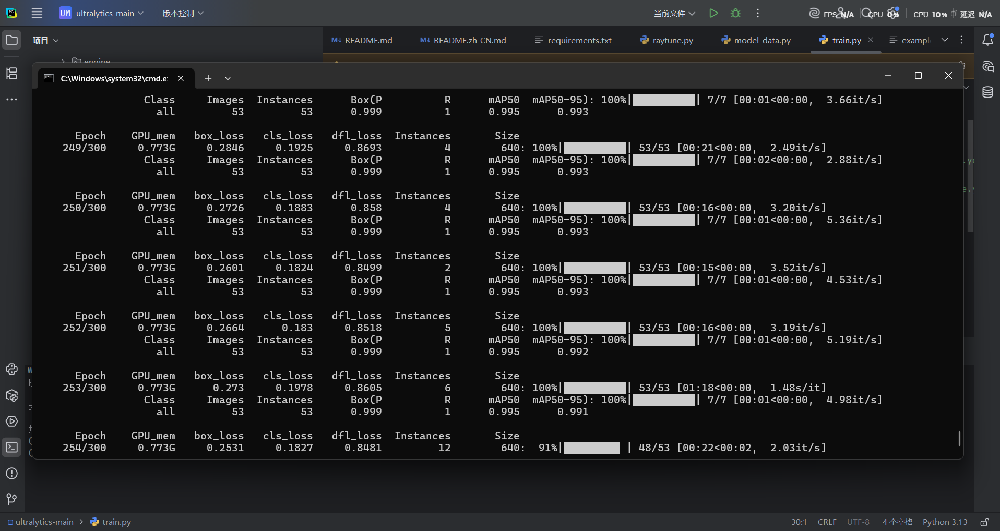 UM ultralytics-main 版本控制 当前文件 FPS N/A GPU 0% CPU 10% 延迟 N/A
项目 README.md README.zh-CN.md requirements.txt raytune.py model_data.py train.py exampl
engine
C:\Windows\system32\cmd.e
Class Images Instances Box(P R mAP50 mAP50-95): 100%| | 7/7 [00:01<00:00, 3.66it/s]
all 53 53 0.999 1 0.995 0.993
Epoch GPU_mem box_loss cls_loss dfl_loss Instances Size
249/300 0.773G 0.2846 0.1925 0.8693 4 640: 100%| | 53/53 [00:21<00:00, 2.49it/s]
Class Images Instances Box(P R mAP50 mAP50-95): 100%| | 7/7 [00:02<00:00, 2.88it/s]
all 53 53 0.999 1 0.995 0.993
Epoch GPU_mem box_loss cls_loss dfl_loss Instances Size
250/300 0.773G 0.2726 0.1883 0.858 4 640: 100%| | 53/53 [00:16<00:00, 3.20it/s]
Class Images Instances Box(P R mAP50 mAP50-95): 100%| | 7/7 [00:01<00:00, 5.36it/s]
all 53 53 0.999 1 0.995 0.993
Epoch GPU_mem box_loss cls_loss dfl_loss Instances Size
251/300 0.773G 0.2601 0.1824 0.8499 2 640: 100%| | 53/53 [00:15<00:00, 3.52it/s]
Class Images Instances Box(P R mAP50 mAP50-95): 100%| | 7/7 [00:01<00:00, 4.53it/s]
all 53 53 0.999 1 0.995 0.993
Epoch GPU_mem box_loss cls_loss dfl_loss Instances Size
252/300 0.773G 0.2664 0.183 0.8518 5 640: 100%| | 53/53 [00:16<00:00, 3.19it/s]
Class Images Instances Box(P R mAP50 mAP50-95): 100%| | 7/7 [00:01<00:00, 5.19it/s]
all 53 53 0.999 1 0.995 0.992
Epoch GPU_mem box_loss cls_loss dfl_loss Instances Size
253/300 0.773G 0.273 0.1978 0.8605 6 640: 100%| | 53/53 [01:18<00:00, 1.48s/it]
Class Images Instances Box(P R mAP50 mAP50-95): 100%| | 7/7 [00:01<00:00, 4.98it/s]
all 53 53 0.999 1 0.995 0.991
Epoch GPU_mem box_loss cls_loss dfl_loss Instances Size
254/300 0.773G 0.2531 0.1827 0.8481 12 640: 91%| | 48/53 [00:22<00:02, 2.03it/s]
ultralytics-main > train.py 30:1 CRLF UTF-8 4 个空格 Python 3.13